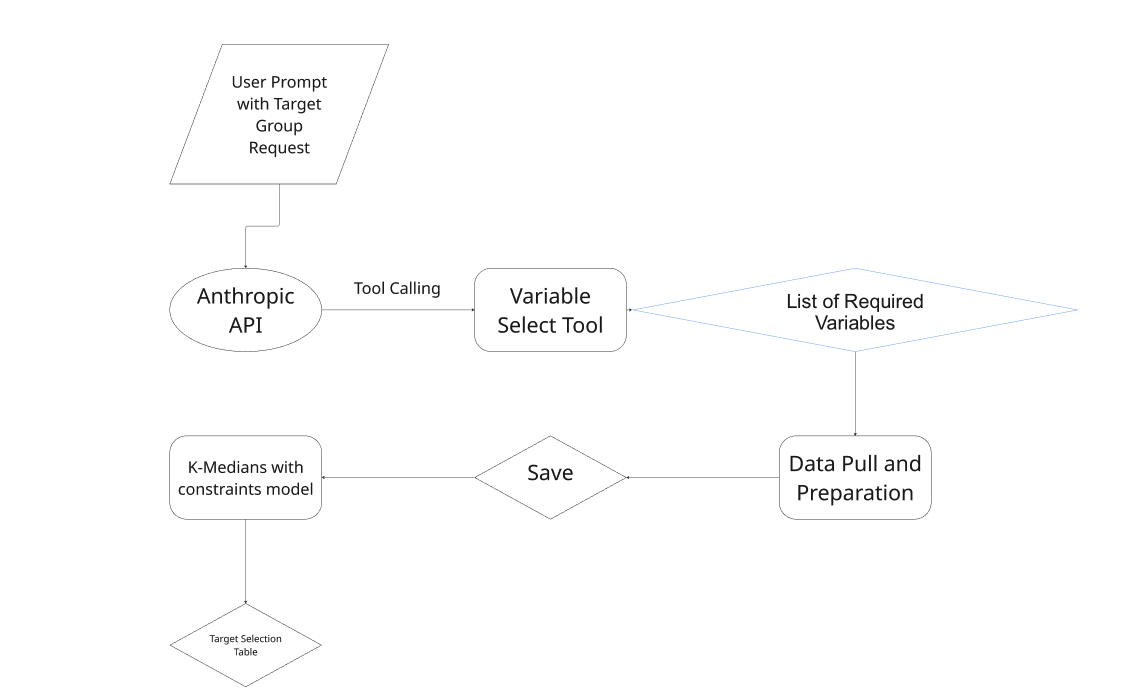 User Prompt
with Target
Group
Request
Anthropic
API
Tool Calling
Variable
Select Tool
List of Required
Variables
K-Medians with
constraints model
Save
Data Pull and
Preparation
Target Selection
Table